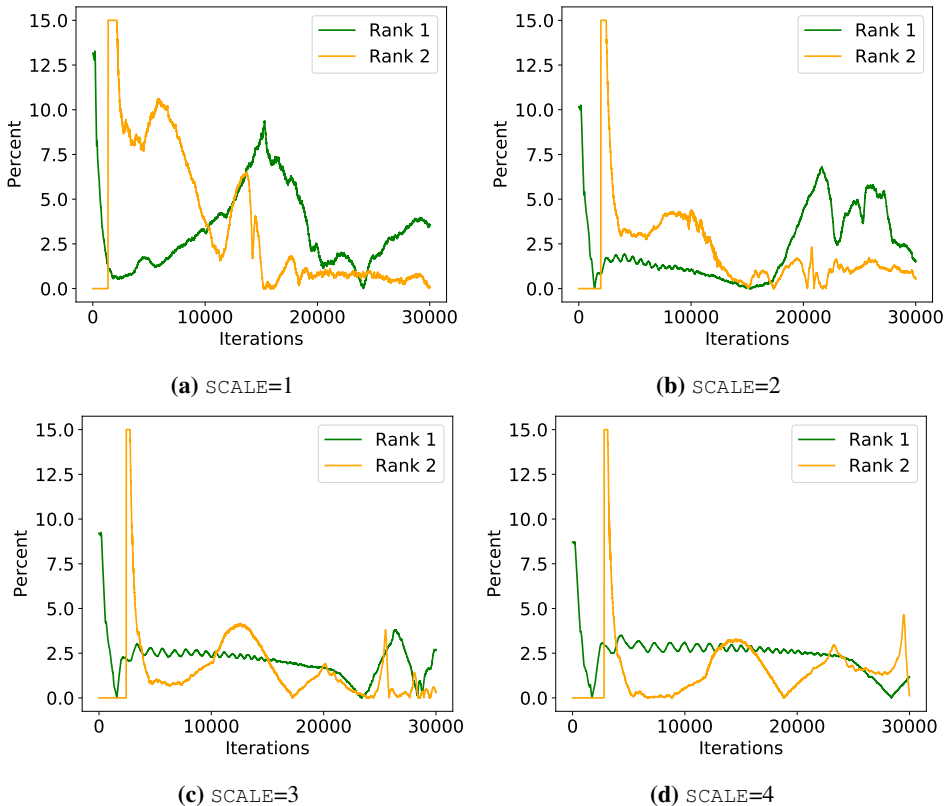 15.0
12.5
10.0
7.5
5.0
2.5
0.0
Percent
0 10000 20000 30000
Iterations
Rank 1
Rank 2
(a) SCALE=1
15.0
12.5
10.0
7.5
5.0
2.5
0.0
Percent
0 10000 20000 30000
Iterations
Rank 1
Rank 2
(b) SCALE=2
15.0
12.5
10.0
7.5
5.0
2.5
0.0
Percent
0 10000 20000 30000
Iterations
Rank 1
Rank 2
(c) SCALE=3
15.0
12.5
10.0
7.5
5.0
2.5
0.0
Percent
0 10000 20000 30000
Iterations
Rank 1
Rank 2
(d) SCALE=4